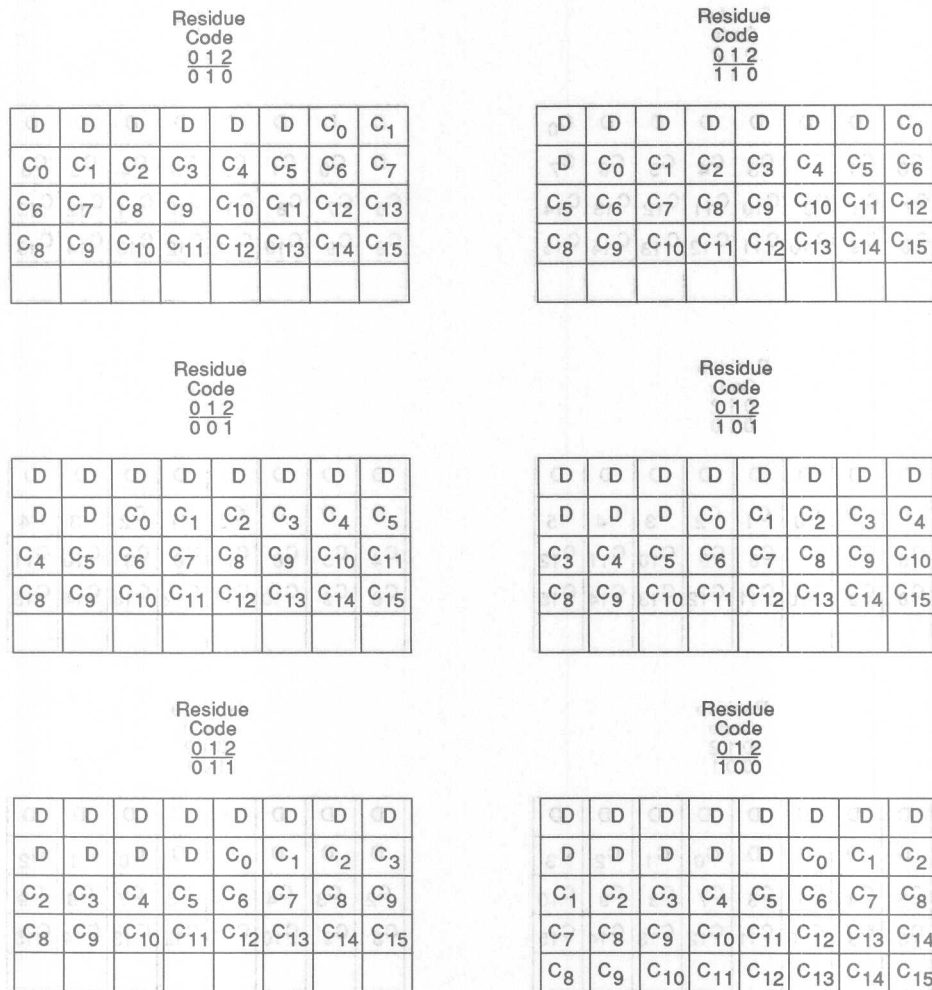 Residue
Code
0 1 2
0 1 0
D D D D D D C0 C1
C0 C1 C2 C3 C4 C5 C6 C7
C6 C7 C8 C9 C10 C11 C12 C13
C8 C9 C10 C11 C12 C13 C14 C15
Residue
Code
0 1 2
1 1 0
D D D D D D D C0
D C0 C1 C2 C3 C4 C5 C6
C5 C6 C7 C8 C9 C10 C11 C12
C8 C9 C10 C11 C12 C13 C14 C15
Residue
Code
0 1 2
0 0 1
D D D D D D D D
D D C0 C1 C2 C3 C4 C5
C4 C5 C6 C7 C8 C9 C10 C11
C8 C9 C10 C11 C12 C13 C14 C15
Residue
Code
0 1 2
1 0 1
D D D D D D D D
D D D C0 C1 C2 C3 C4
C3 C4 C5 C6 C7 C8 C9 C10
C8 C9 C10 C11 C12 C13 C14 C15
Residue
Code
0 1 2
0 1 1
D D D D D D D D
D D D D C0 C1 C2 C3
C2 C3 C4 C5 C6 C7 C8 C9
C8 C9 C10 C11 C12 C13 C14 C15
Residue
Code
0 1 2
1 0 0
D D D D D D D D
D D D D D C0 C1 C2
C1 C2 C3 C4 C5 C6 C7 C8
C7 C8 C9 C10 C11 C12 C13 C14
C8 C9 C10 C11 C12 C13 C14 C15